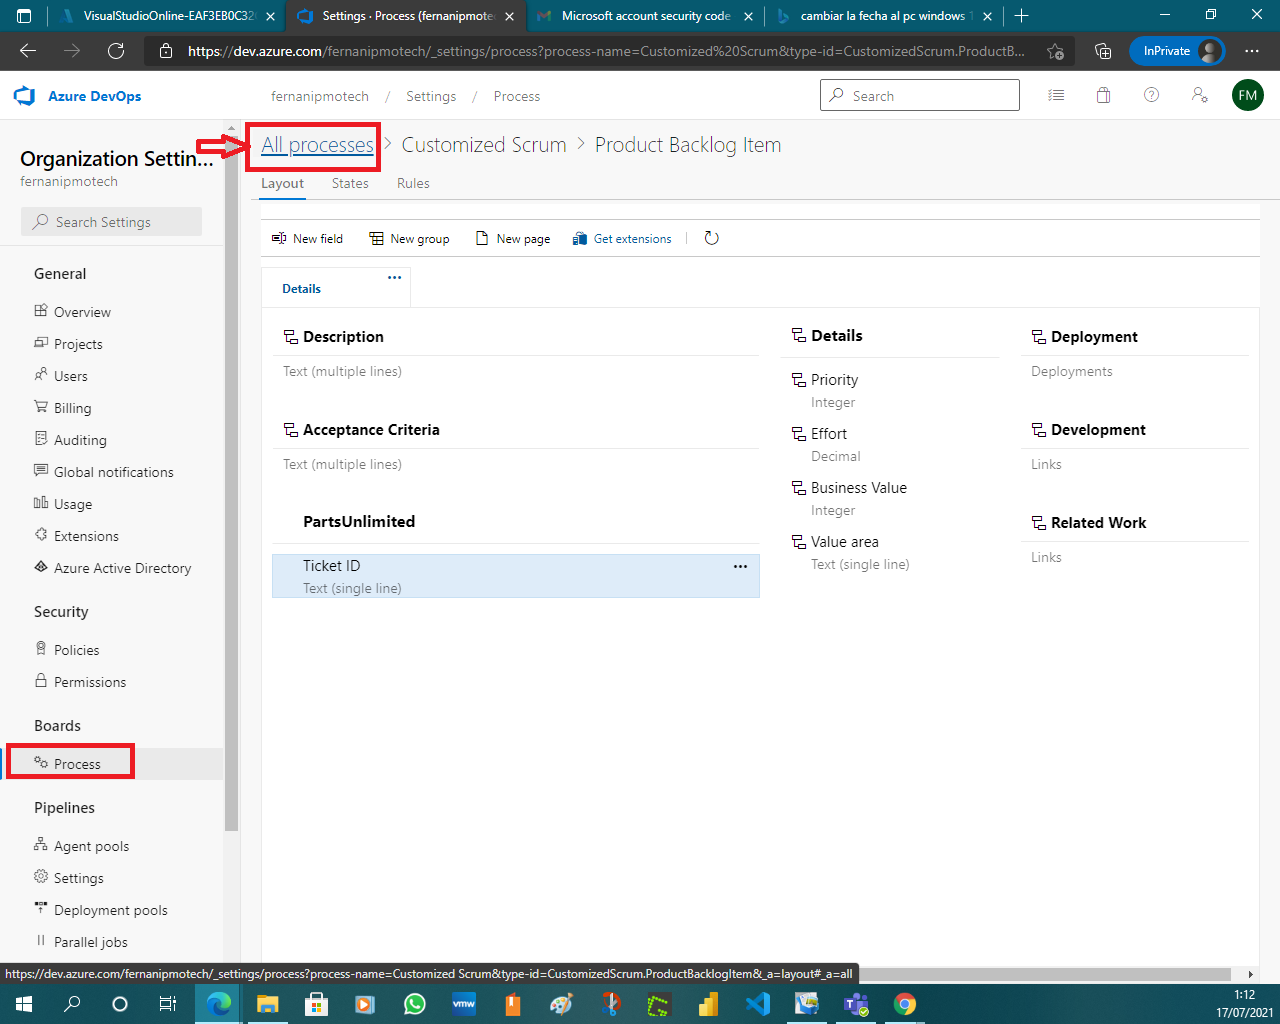 VisualStudioOnline-EAF3EB0C32
Settings · Process (fernanipmote
Microsoft account security code
cambiar la fecha al pc windows 1
https://dev.azure.com/fernanipmotech/_settings/process?process-name=Customized%20Scrum&type-id=CustomizedScrum.ProductB...
InPrivate
Azure DevOps
fernanipmotech / Settings / Process
Search
FM
Organization Settin...
fernanipmotech
Search Settings
General
Overview
Projects
Users
Billing
Auditing
Global notifications
Usage
Extensions
Azure Active Directory
Security
Policies
Permissions
Boards
Process
Pipelines
Agent pools
Settings
Deployment pools
Parallel jobs
All processes > Customized Scrum > Product Backlog Item
Layout States Rules
New field New group New page Get extensions
Details
Description
Text (multiple lines)
Acceptance Criteria
Text (multiple lines)
PartsUnlimited
Ticket ID
Text (single line)
Details
Priority
Integer
Effort
Decimal
Business Value
Integer
Value area
Text (single line)
Deployment
Deployments
Development
Links
Related Work
Links
https://dev.azure.com/fernanipmotech/_settings/process?process-name=Customized Scrum&type-id=CustomizedScrum.ProductBacklogItem&_a=layout#_a=all
vmw
1:12
17/07/2021